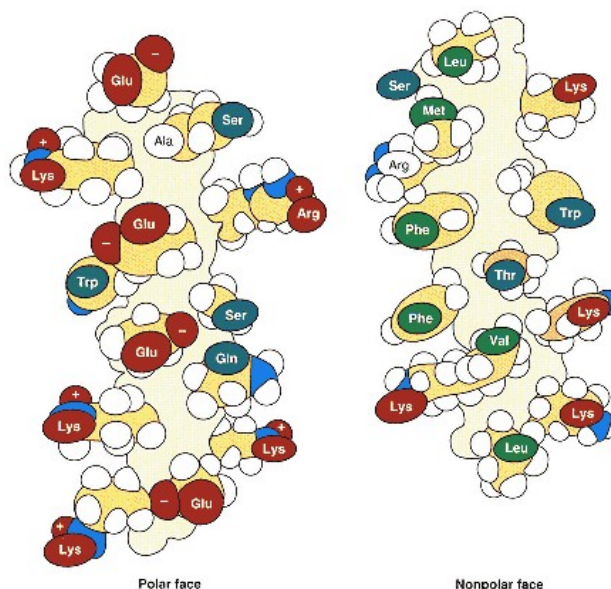 −
Glu
Ser
Ala
+
Lys
+
Arg
Glu
−
Trp
Ser
−
Glu
Gln
+
Lys
+
Lys
−
Glu
+
Lys
Polar face
Leu
Ser
Lys
Met
Arg
Phe
Trp
Thr
Phe
Lys
Val
Lys
Lys
Leu
Nonpolar face